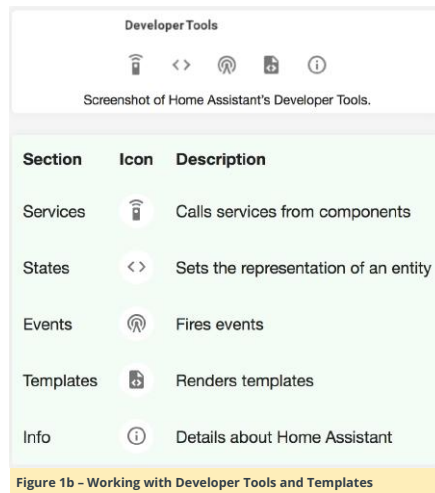 Developer Tools
Screenshot of Home Assistant's Developer Tools.
Section Icon Description
Services Calls services from components
States Sets the representation of an entity
Events Fires events
Templates Renders templates
Info Details about Home Assistant
Figure 1b – Working with Developer Tools and Templates